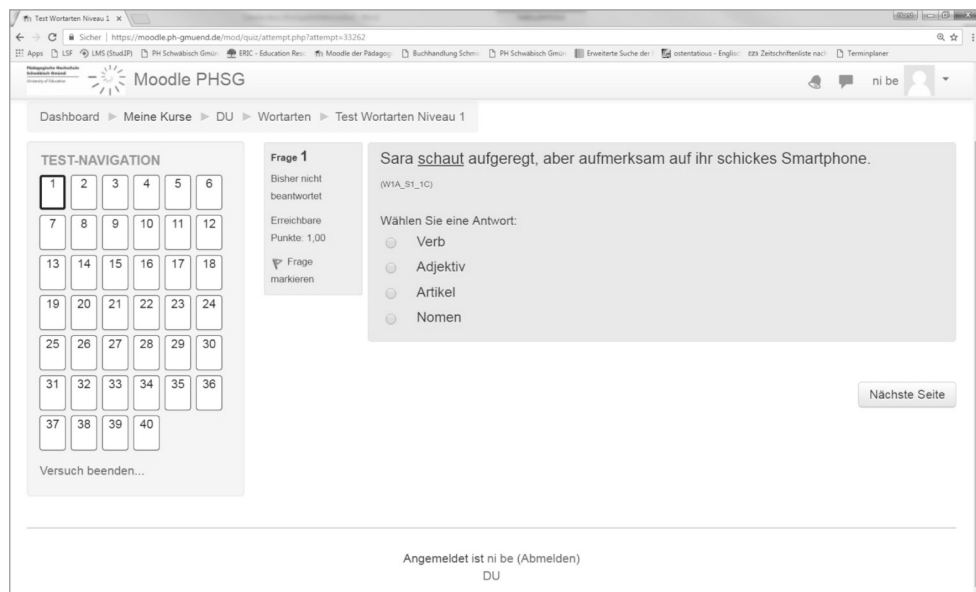 Test Wortarten Niveau 1
Sicher | https://moodle.ph-gmuend.de/mod/quiz/attempt.php?attempt=33262
Apps LSF LMS (StudIP) PH Schwäbisch Gmün ERIC - Education Res Moodle der Pädagog Buchhandlung Schmi PH Schwäbisch Gmün Erweiterte Suche der ostentatious - Englisc Zeitschriftenliste nach Terminplaner
Pädagogische Hochschule
Schwäbisch Gmünd
University of Education
Moodle PHSG
ni be
Dashboard Meine Kurse DU Wortarten Test Wortarten Niveau 1
TEST-NAVIGATION
1 2 3 4 5 6
7 8 9 10 11 12
13 14 15 16 17 18
19 20 21 22 23 24
25 26 27 28 29 30
31 32 33 34 35 36
37 38 39 40
Versuch beenden...
Frage 1
Bisher nicht
beantwortet
Erreichbare
Punkte: 1,00
Frage
markieren
Sara schaut aufgeregt, aber aufmerksam auf ihr schickes Smartphone.
(W1A_S1_1C)
Wählen Sie eine Antwort:
Verb
Adjektiv
Artikel
Nomen
Nächste Seite
Angemeldet ist ni be (Abmelden)
DU